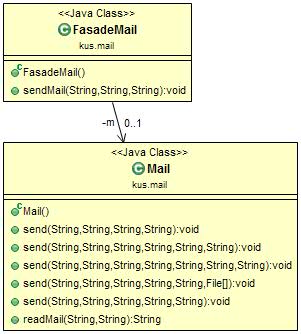 <<Java Class>>
FasadeMail
kus.mail
FasadeMail()
sendMail(String,String,String):void
-m 0..1
<<Java Class>>
Mail
kus.mail
Mail()
send(String,String,String,String):void
send(String,String,String,String,String,String):void
send(String,String,String,String,String,String,String):void
send(String,String,String,String,String,File[]):void
send(String,String,String,String,String):void
readMail(String,String):String